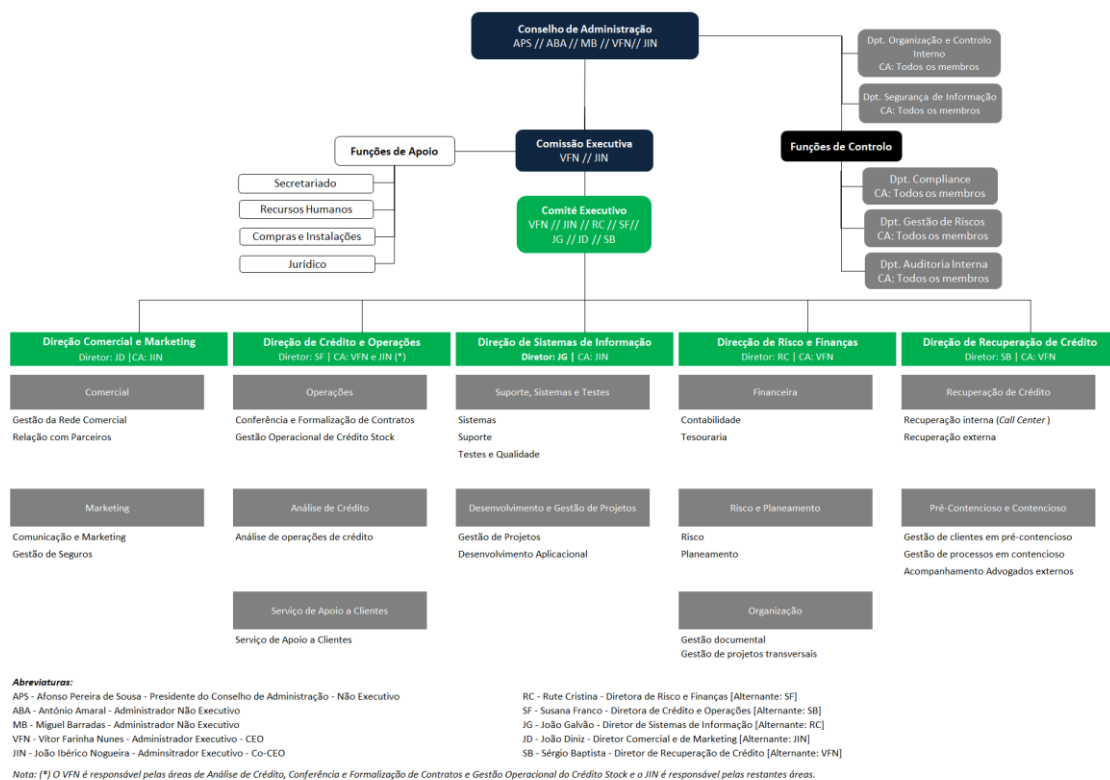 Conselho de Administração
APS // ABA // MB // VFN// JIN
Dpt. Organização e Controlo
Interno
CA: Todos os membros
Dpt. Segurança de Informação
CA: Todos os membros
Funções de Apoio
Comissão Executiva
VFN // JIN
Funções de Controlo
Secretariado
Recursos Humanos
Compras e Instalações
Jurídico
Comité Executivo
VFN // JIN // RC // SF//
JG // JD // SB
Dpt. Compliance
CA: Todos os membros
Dpt. Gestão de Riscos
CA: Todos os membros
Dpt. Auditoria Interna
CA: Todos os membros
Direção Comercial e Marketing
Diretor: JD |CA: JIN
Comercial
Gestão da Rede Comercial
Relação com Parceiros
Marketing
Comunicação e Marketing
Gestão de Seguros
Direção de Crédito e Operações
Diretor: SF | CA: VFN e JIN (*)
Operações
Conferência e Formalização de Contratos
Gestão Operacional de Crédito Stock
Análise de Crédito
Análise de operações de crédito
Serviço de Apoio a Clientes
Serviço de Apoio a Clientes
Direção de Sistemas de Informação
Diretor: JG | CA: JIN
Suporte, Sistemas e Testes
Sistemas
Suporte
Testes e Qualidade
Desenvolvimento e Gestão de Projetos
Gestão de Projetos
Desenvolvimento Aplicacional
Direcção de Risco e Finanças
Diretor: RC | CA: VFN
Financeira
Contabilidade
Tesouraria
Risco e Planeamento
Risco
Planeamento
Organização
Gestão documental
Gestão de projetos transversais
Direção de Recuperação de Crédito
Diretor: SB | CA: VFN
Recuperação de Crédito
Recuperação interna (Call Center )
Recuperação externa
Pré-Contencioso e Contencioso
Gestão de clientes em pré-contencioso
Gestão de processos em contencioso
Acompanhamento Advogados externos
Abreviaturas:
APS - Afonso Pereira de Sousa - Presidente do Conselho de Administração - Não Executivo
ABA - António Amaral - Administrador Não Executivo
MB - Miguel Barradas - Administrador Não Executivo
VFN - Vítor Farinha Nunes - Administrador Executivo - CEO
JIN - João Ibérico Nogueira - Adminsitrador Executivo - Co-CEO
RC - Rute Cristina - Diretora de Risco e Finanças [Alternante: SF]
SF - Susana Franco - Diretora de Crédito e Operações [Alternante: SB]
JG - João Galvão - Diretor de Sistemas de Informação [Alternante: RC]
JD - João Diniz - Diretor Comercial e de Marketing [Alternante: JIN]
SB - Sérgio Baptista - Diretor de Recuperação de Crédito [Alternante: VFN]
Nota: (*) O VFN é responsável pelas áreas de Análise de Crédito, Conferência e Formalização de Contratos e Gestão Operacional do Crédito Stock e o JIN é responsável pelas restantes áreas.